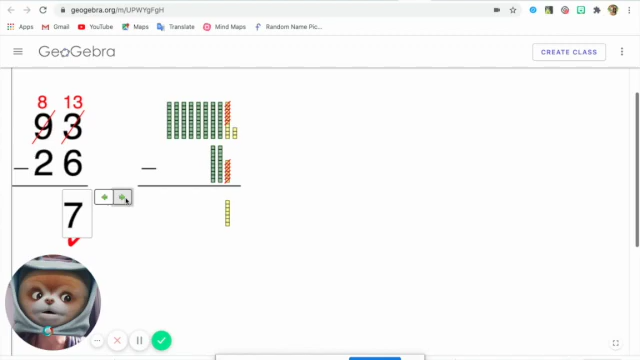 geogebra.org/m/UPWYgFgH
Apps
Gmail
YouTube
Maps
Translate
Mind Maps
Random Name Pic...
GeoGebra
CREATE CLASS
8 13
93
− 26
7
−